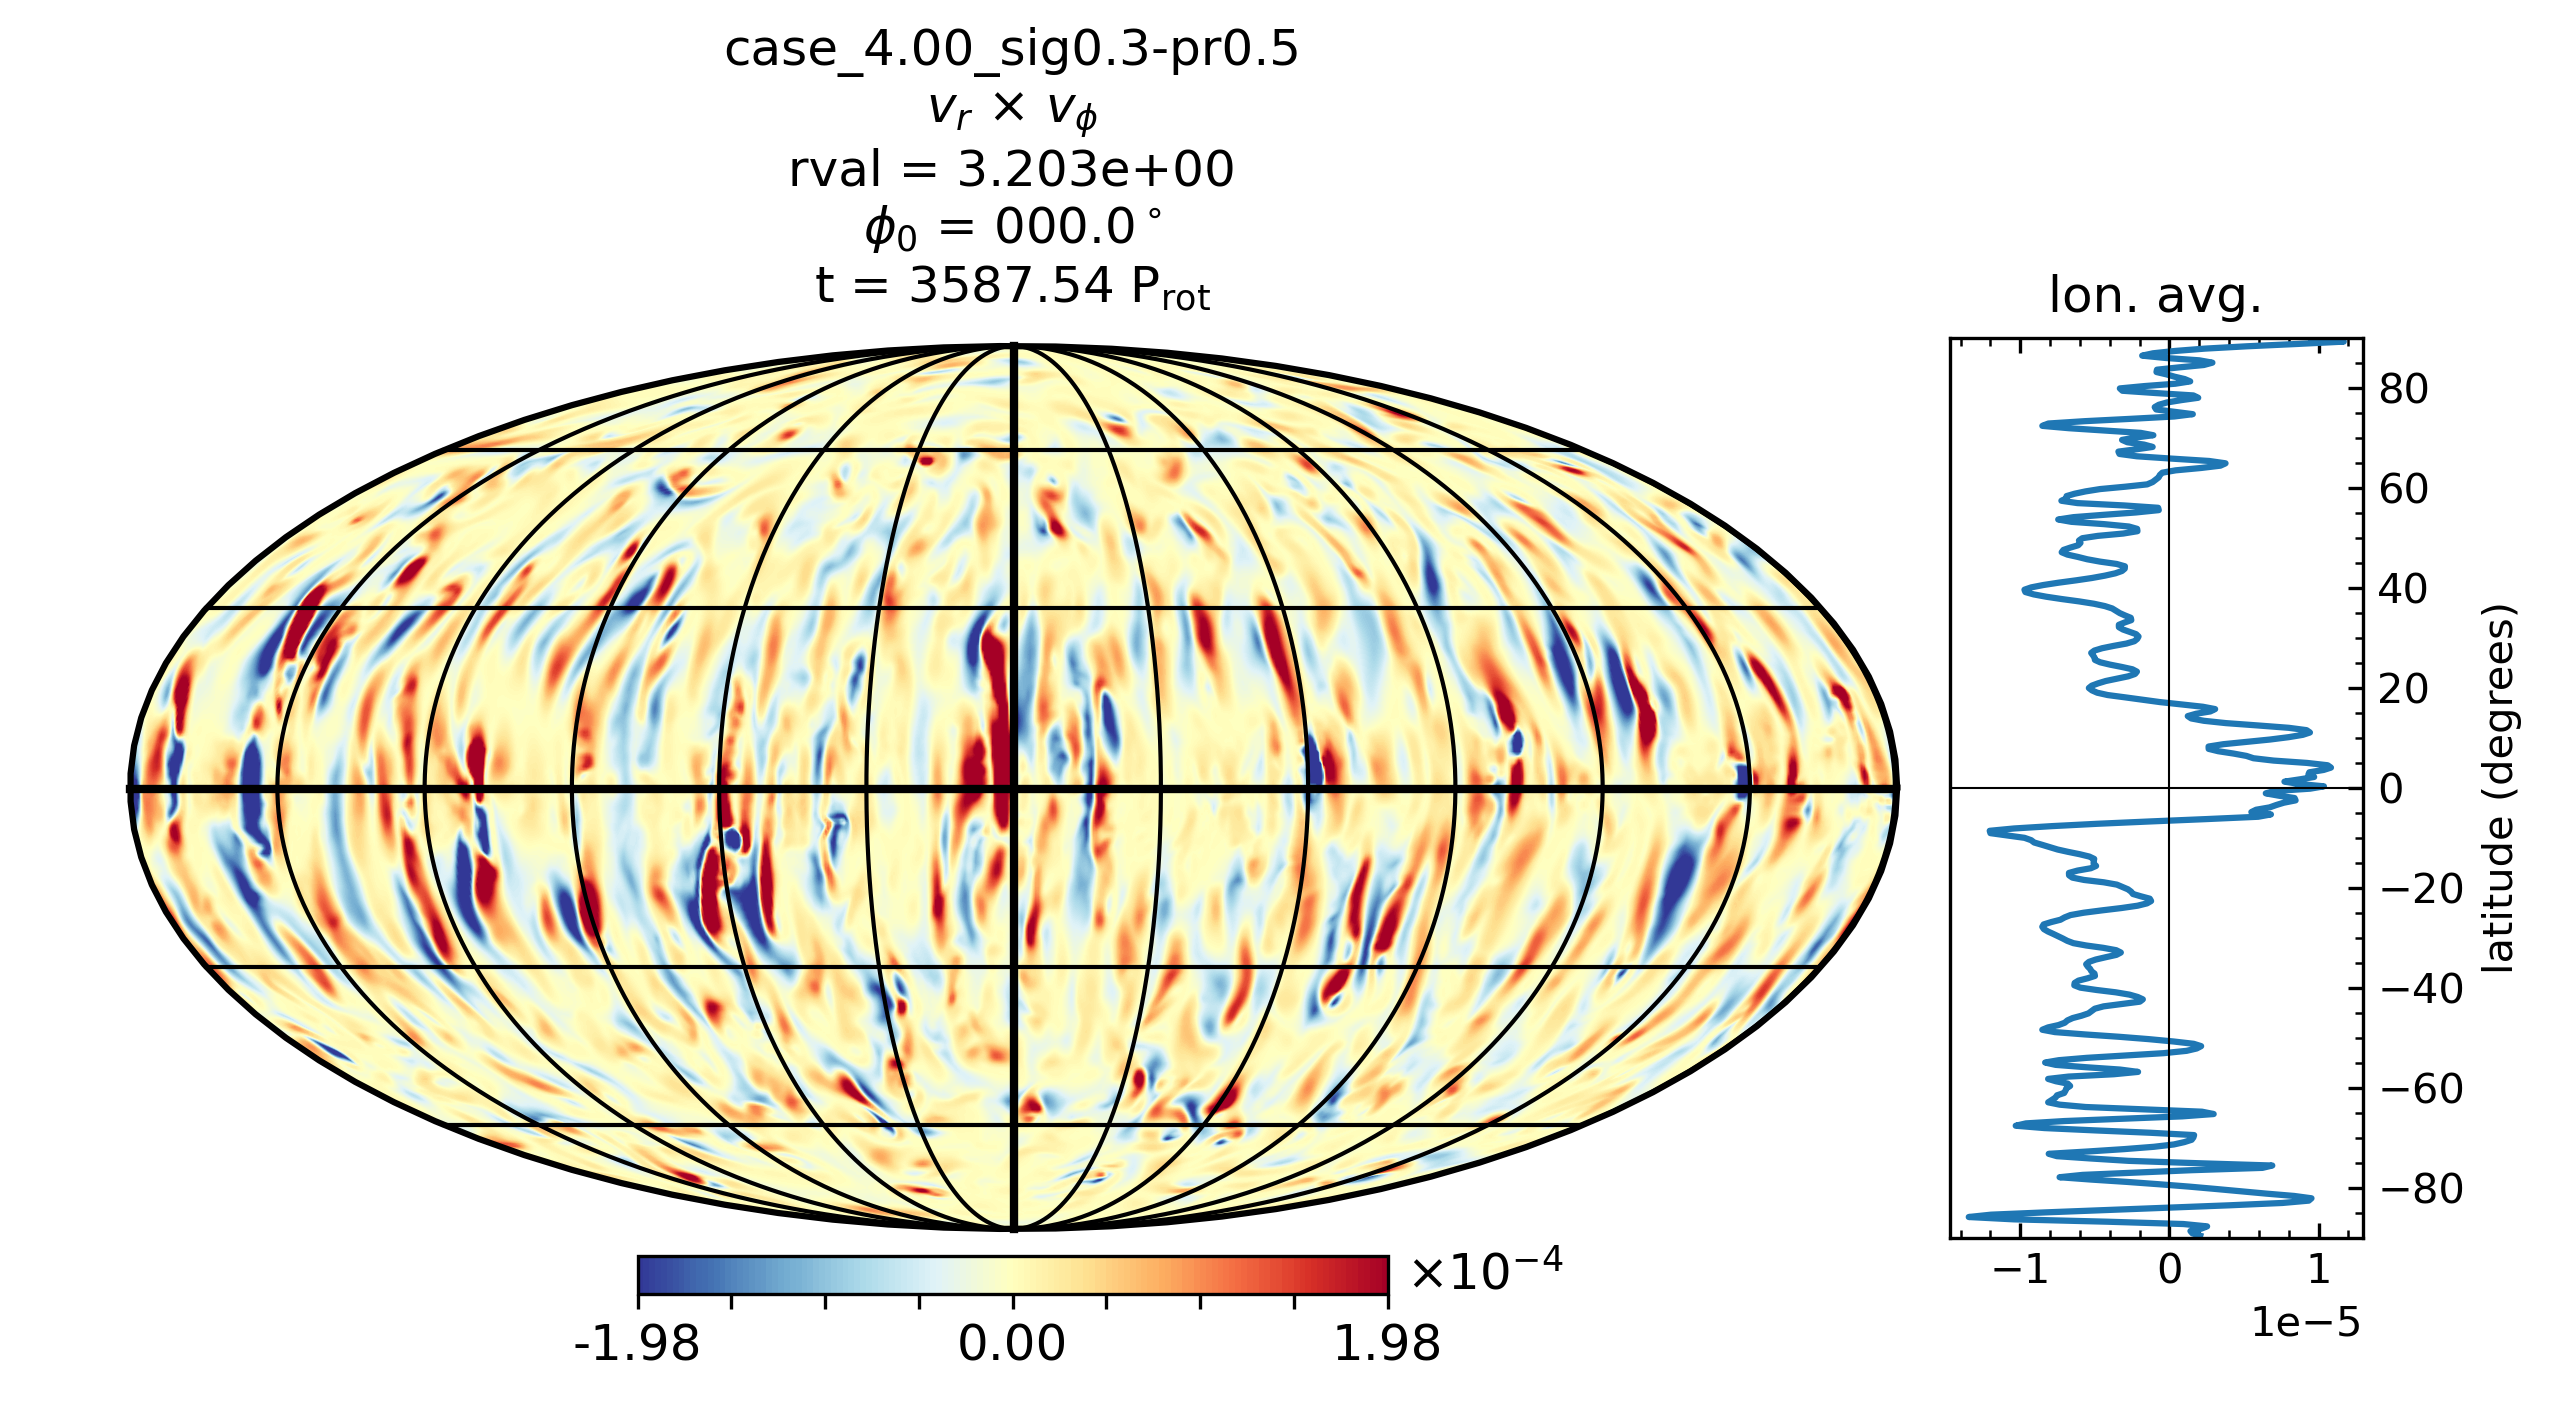 case_4.00_sig0.3-pr0.5
v_r × v_ϕ
rval = 3.203e+00
ϕ_0 = 000.0°
t = 3587.54 P_rot
lon. avg.
80
60
40
20
0
−20
−40
−60
−80
latitude (degrees)
−1 0 1
1e−5
×10^{−4}
-1.98 0.00 1.98